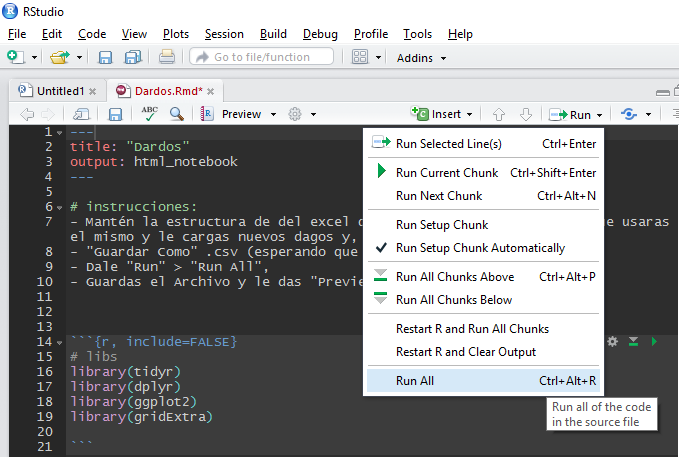 RStudio
File Edit Code View Plots Session Build Debug Profile Tools Help
Go to file/function
Addins
Untitled1
Dardos.Rmd*
ABC
Preview
Insert
Run
1 ---
2 title: "Dardos"
3 output: html_notebook
4 ---
5
6 # instrucciones:
7 - Mantén la estructura de del excel
usaras
el mismo y le cargas nuevos dagos y,
8 - "Guardar Como" .csv (esperando que
9 - Dale "Run" > "Run All",
10 - Guardas el Archivo y le das "Previe
11
12
13
14 ```{r, include=FALSE}
15 # libs
16 library(tidyr)
17 library(dplyr)
18 library(ggplot2)
19 library(gridExtra)
20
21 ```
Run Selected Line(s) Ctrl+Enter
Run Current Chunk Ctrl+Shift+Enter
Run Next Chunk Ctrl+Alt+N
Run Setup Chunk
Run Setup Chunk Automatically
Run All Chunks Above Ctrl+Alt+P
Run All Chunks Below
Restart R and Run All Chunks
Restart R and Clear Output
Run All Ctrl+Alt+R
Run all of the code
in the source file